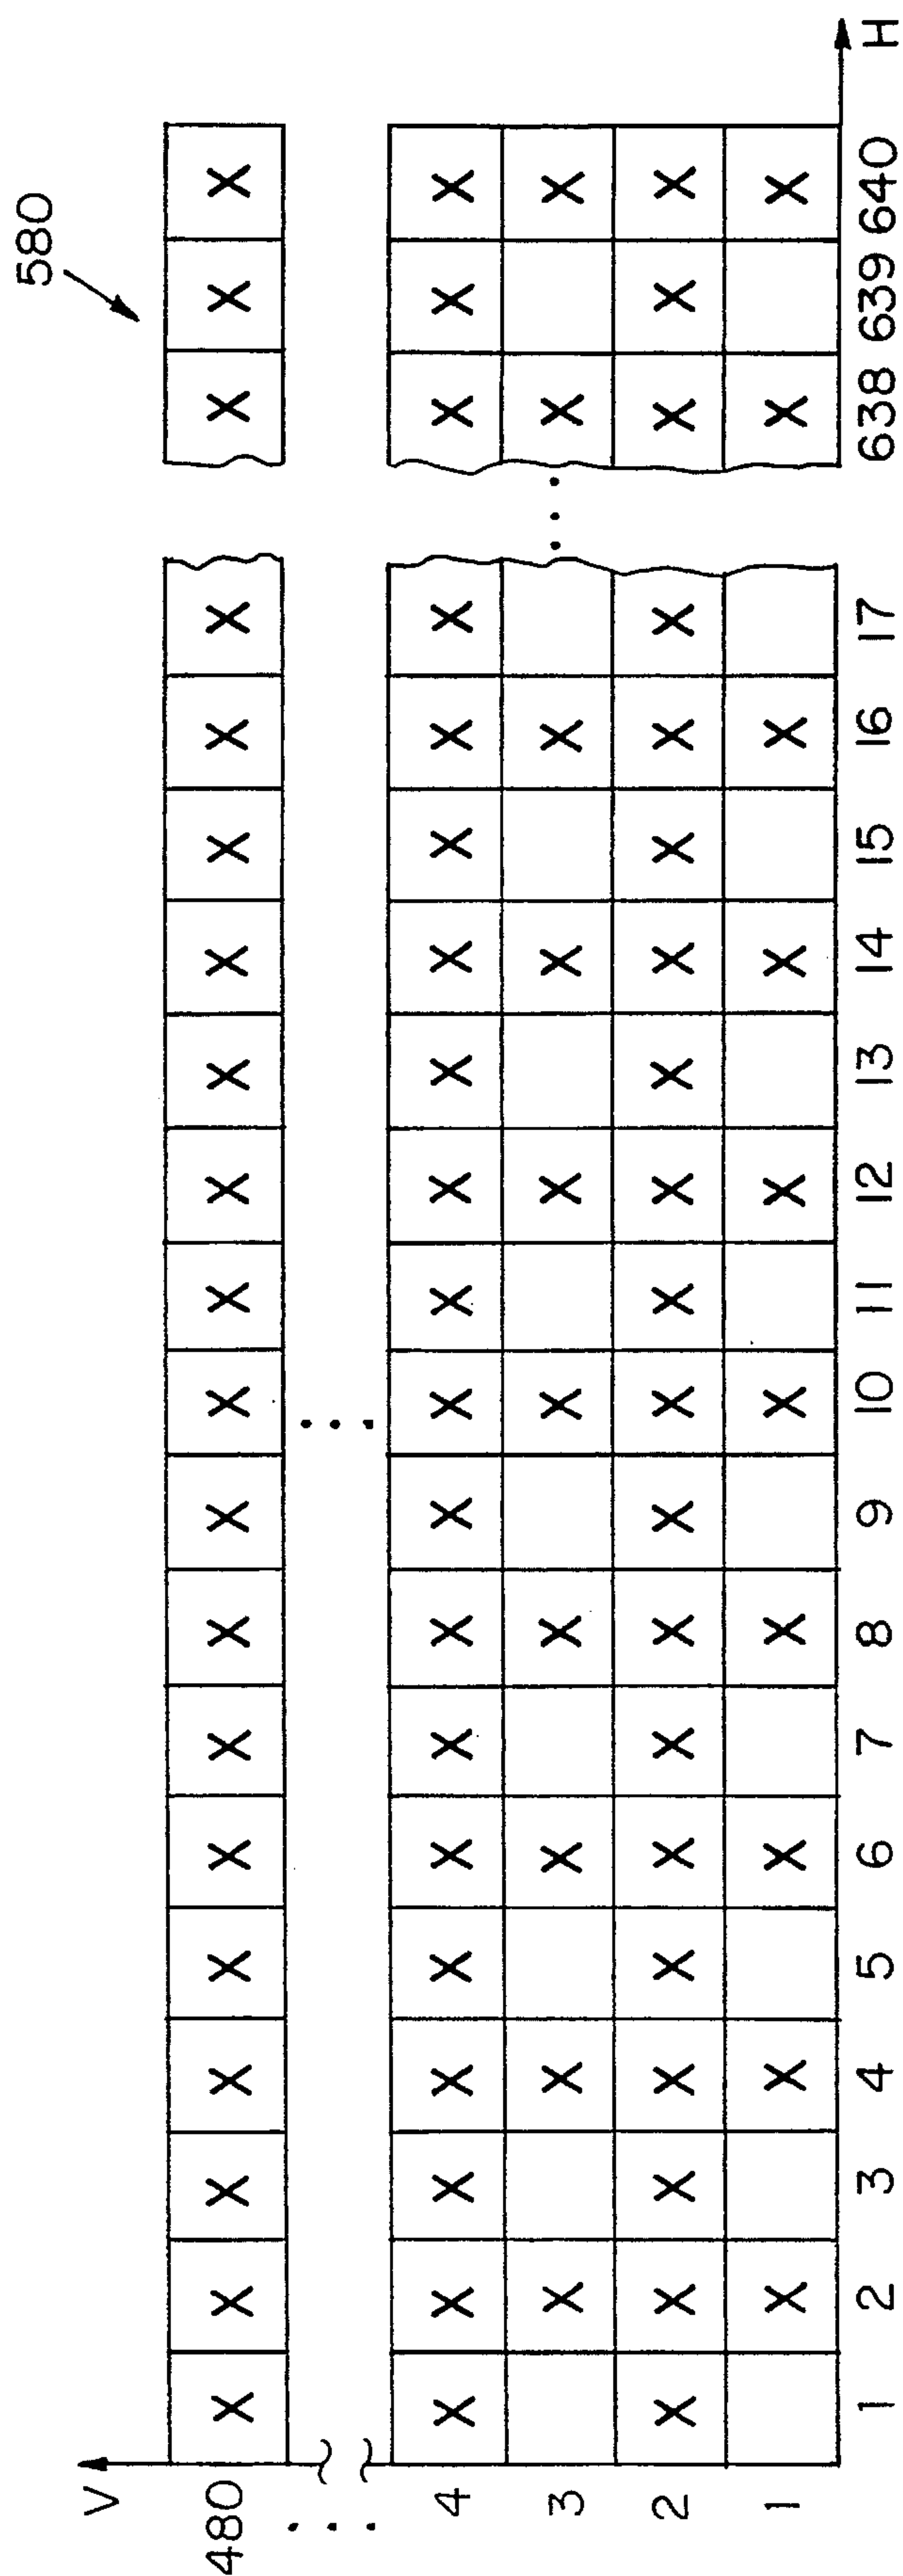 580
V
480 X X X X X X X X X X X X X X X X X X X X
4 X X X X X X X X X X X X X X X X X X X X
3 X X X X X X X X X X
2 X X X X X X X X X X X X X X X X X X X X
1 X X X X X X X X X X
1 2 3 4 5 6 7 8 9 10 11 12 13 14 15 16 17 638 639 640
H